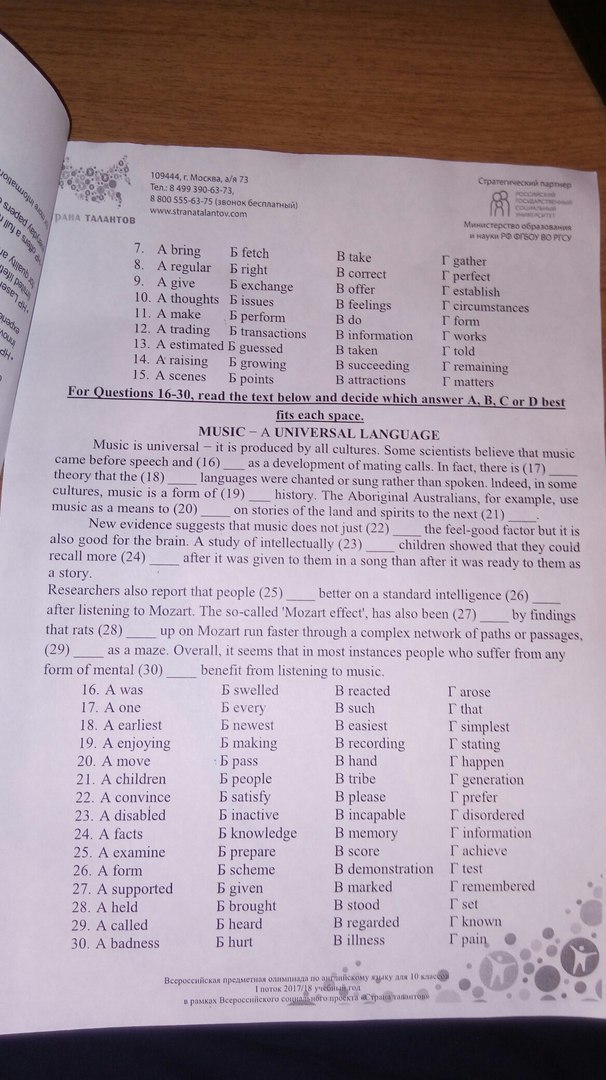 109444, г. Москва, а/я 73
Тел.: 8 499 390-63-73,
8 800 555-63-75 (звонок бесплатный)
www.stranatalantov.com
РАНА ТАЛАНТОВ
Стратегический партнер
РОССИЙСКИЙ
ГОСУДАРСТВЕННЫЙ
СОЦИАЛЬНЫЙ
УНИВЕРСИТЕТ
Министерство образования
и науки РФ ФГБОУ ВО РГСУ
7. А bring Б fetch В take Г gather
8. А regular Б right В correct Г perfect
9. А give Б exchange В offer Г establish
10. А thoughts Б issues В feelings Г circumstances
11. А make Б perform В do Г form
12. А trading Б transactions В information Г works
13. А estimated Б guessed В taken Г told
14. А raising Б growing В succeeding Г remaining
15. А scenes Б points В attractions Г matters
For Questions 16-30, read the text below and decide which answer A, B, C or D best
fits each space.
MUSIC – A UNIVERSAL LANGUAGE
Music is universal – it is produced by all cultures. Some scientists believe that music
came before speech and (16) ___ as a development of mating calls. In fact, there is (17) ____
theory that the (18) ____ languages were chanted or sung rather than spoken. Indeed, in some
cultures, music is a form of (19) ___ history. The Aboriginal Australians, for example, use
music as a means to (20) ____ on stories of the land and spirits to the next (21) ____.
New evidence suggests that music does not just (22) ____ the feel-good factor but it is
also good for the brain. A study of intellectually (23) ____ children showed that they could
recall more (24) ____ after it was given to them in a song than after it was ready to them as
a story.
Researchers also report that people (25) ____ better on a standard intelligence (26) ____
after listening to Mozart. The so-called 'Mozart effect', has also been (27) ____ by findings
that rats (28) ____ up on Mozart run faster through a complex network of paths or passages,
(29) ____ as a maze. Overall, it seems that in most instances people who suffer from any
form of mental (30) ____ benefit from listening to music.
16. A was Б swelled В reacted Г arose
17. A one Б every В such Г that
18. A earliest Б newest В easiest Г simplest
19. A enjoying Б making В recording Г stating
20. A move Б pass В hand Г happen
21. A children Б people В tribe Г generation
22. A convince Б satisfy В please Г prefer
23. A disabled Б inactive В incapable Г disordered
24. A facts Б knowledge В memory Г information
25. A examine Б prepare В score Г achieve
26. A form Б scheme В demonstration Г test
27. A supported Б given В marked Г remembered
28. A held Б brought В stood Г set
29. A called Б heard В regarded Г known
30. A badness Б hurt В illness Г pain
Всероссийская предметная олимпиада по английскому языку для 10 классов
I поток 2017/18 учебный год
в рамках Всероссийского социального проекта «Страна талантов»